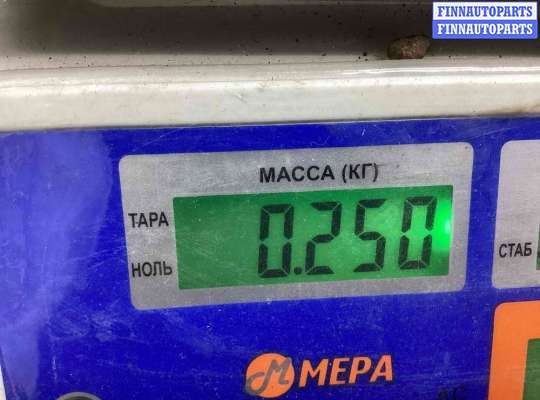 FINNAUTOPARTS
FINNAUTOPARTS
МАССА (КГ)
ТАРА
0.250
НОЛЬ
СТАБ
МЕРА